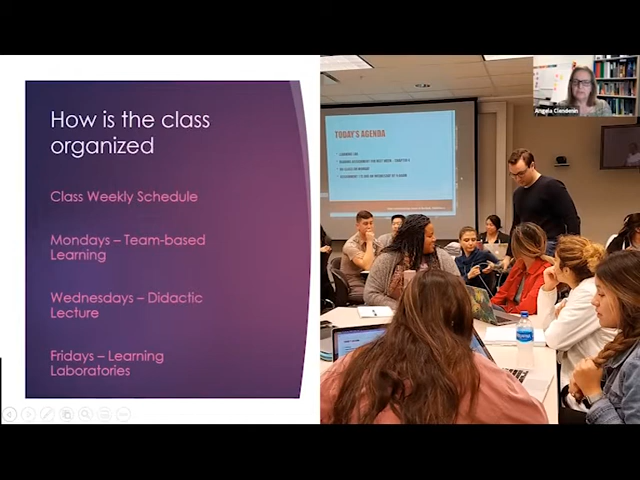 How is the class
organized
Class Weekly Schedule
Mondays – Team-based
Learning
Wednesdays – Didactic
Lecture
Fridays – Learning
Laboratories
TODAY'S AGENDA
Angela Clendenin